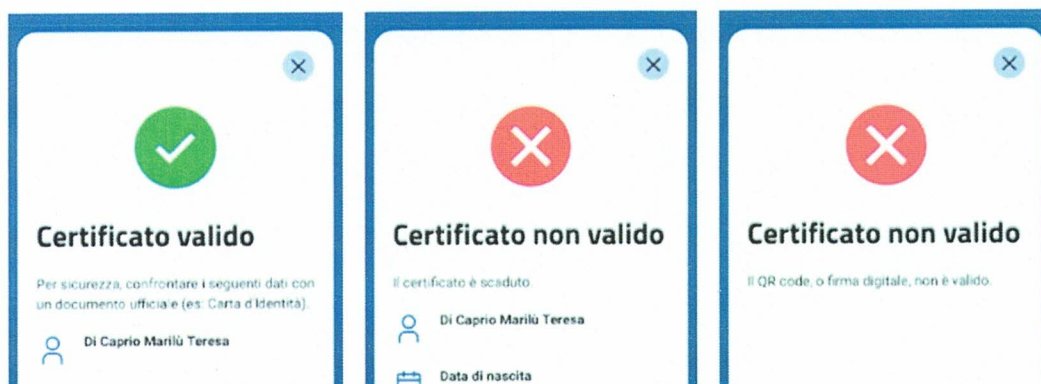 Certificato valido
Per sicurezza, confrontare i seguenti dati con
un documento ufficiale (es: Carta d'Identità).
Di Caprio Marilù Teresa
Certificato non valido
Il certificato è scaduto.
Di Caprio Marilù Teresa
Data di nascita
Certificato non valido
Il QR code, o firma digitale, non è valido.